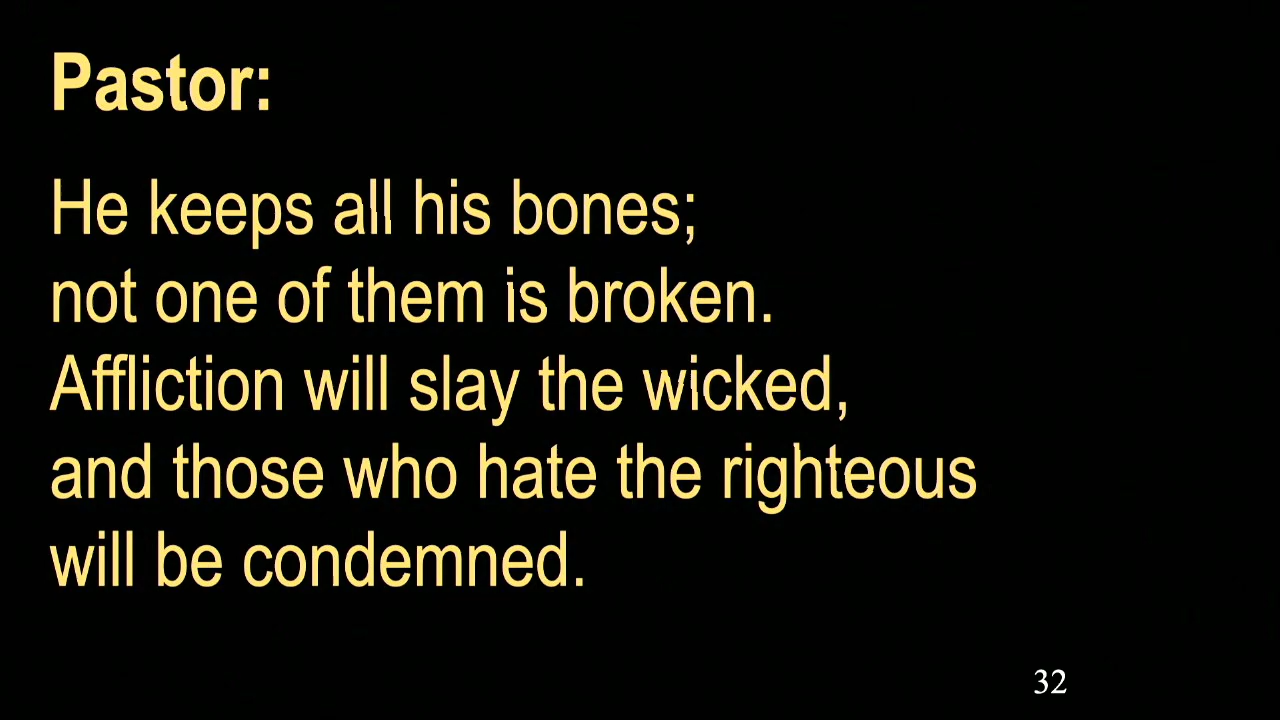 Pastor:
He keeps all his bones;
not one of them is broken.
Affliction will slay the wicked,
and those who hate the righteous
will be condemned.
32